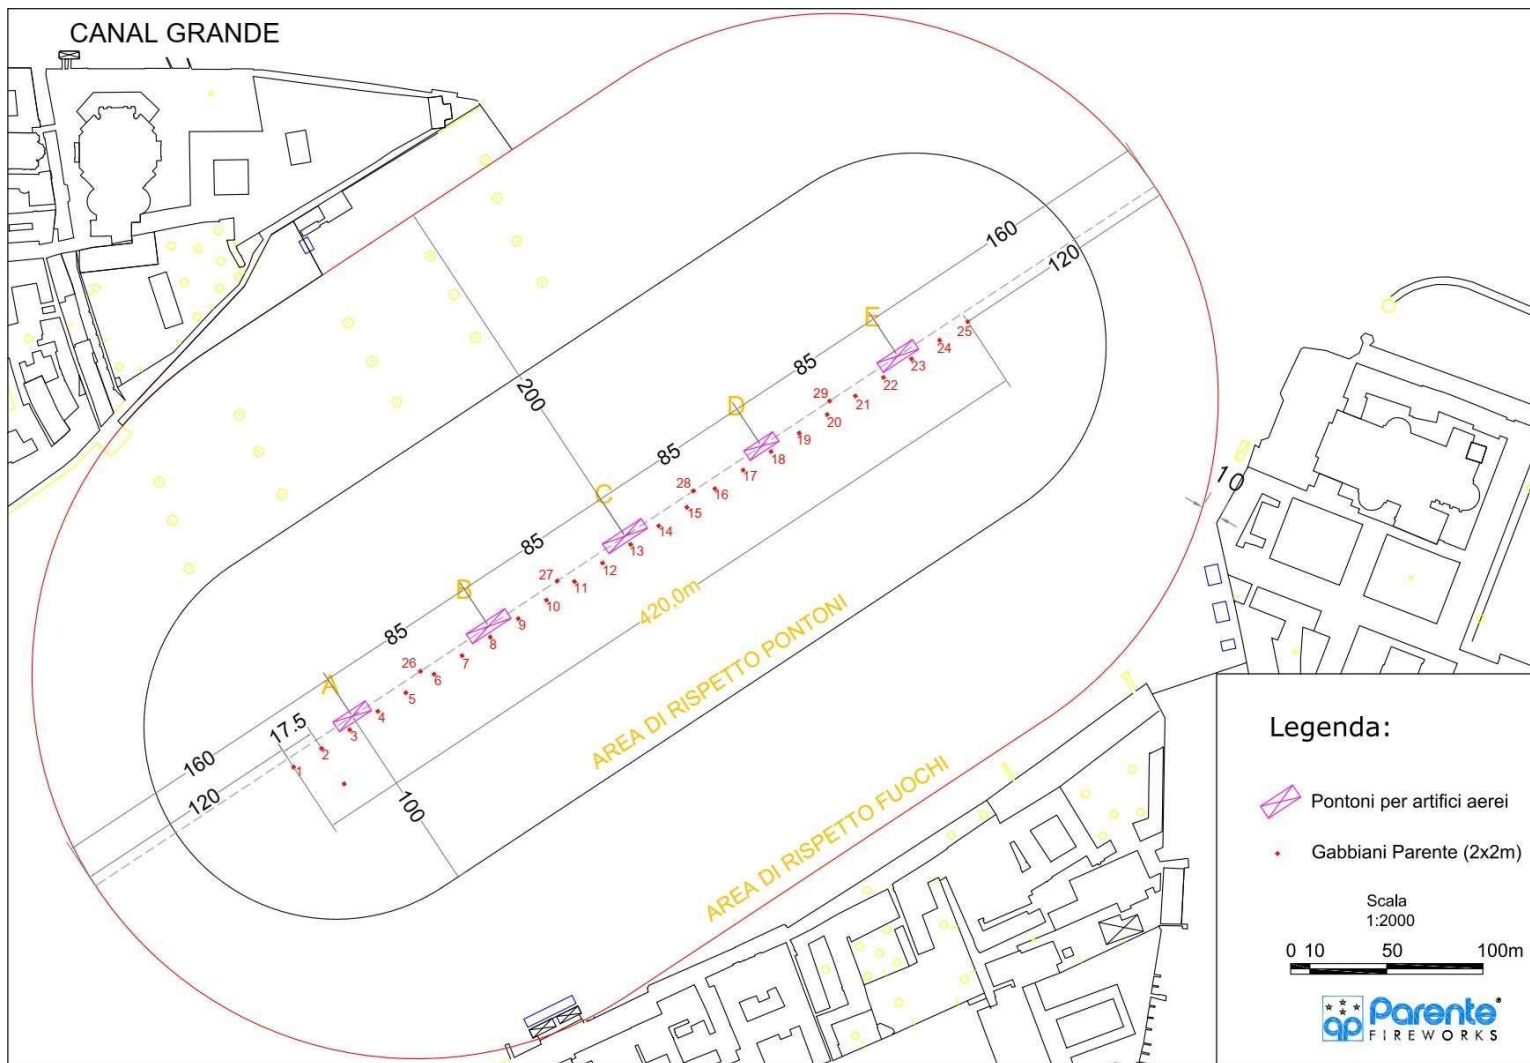 CANAL GRANDE
160
120
E
25
24
23
85
22
D
29
21
20
200
19
18
85
17
28
16
C
15
14
10
13
85
12
27
11
B
10
420,0m
9
8
85
7
26
6
A
5
4
17.5
3
2
1
160
120
100
AREA DI RISPETTO PONTONI
AREA DI RISPETTO FUOCHI
Legenda:
Pontoni per artifici aerei
Gabbiani Parente (2x2m)
Scala
1:2000
0 10 50 100m
Parente
FIREWORKS